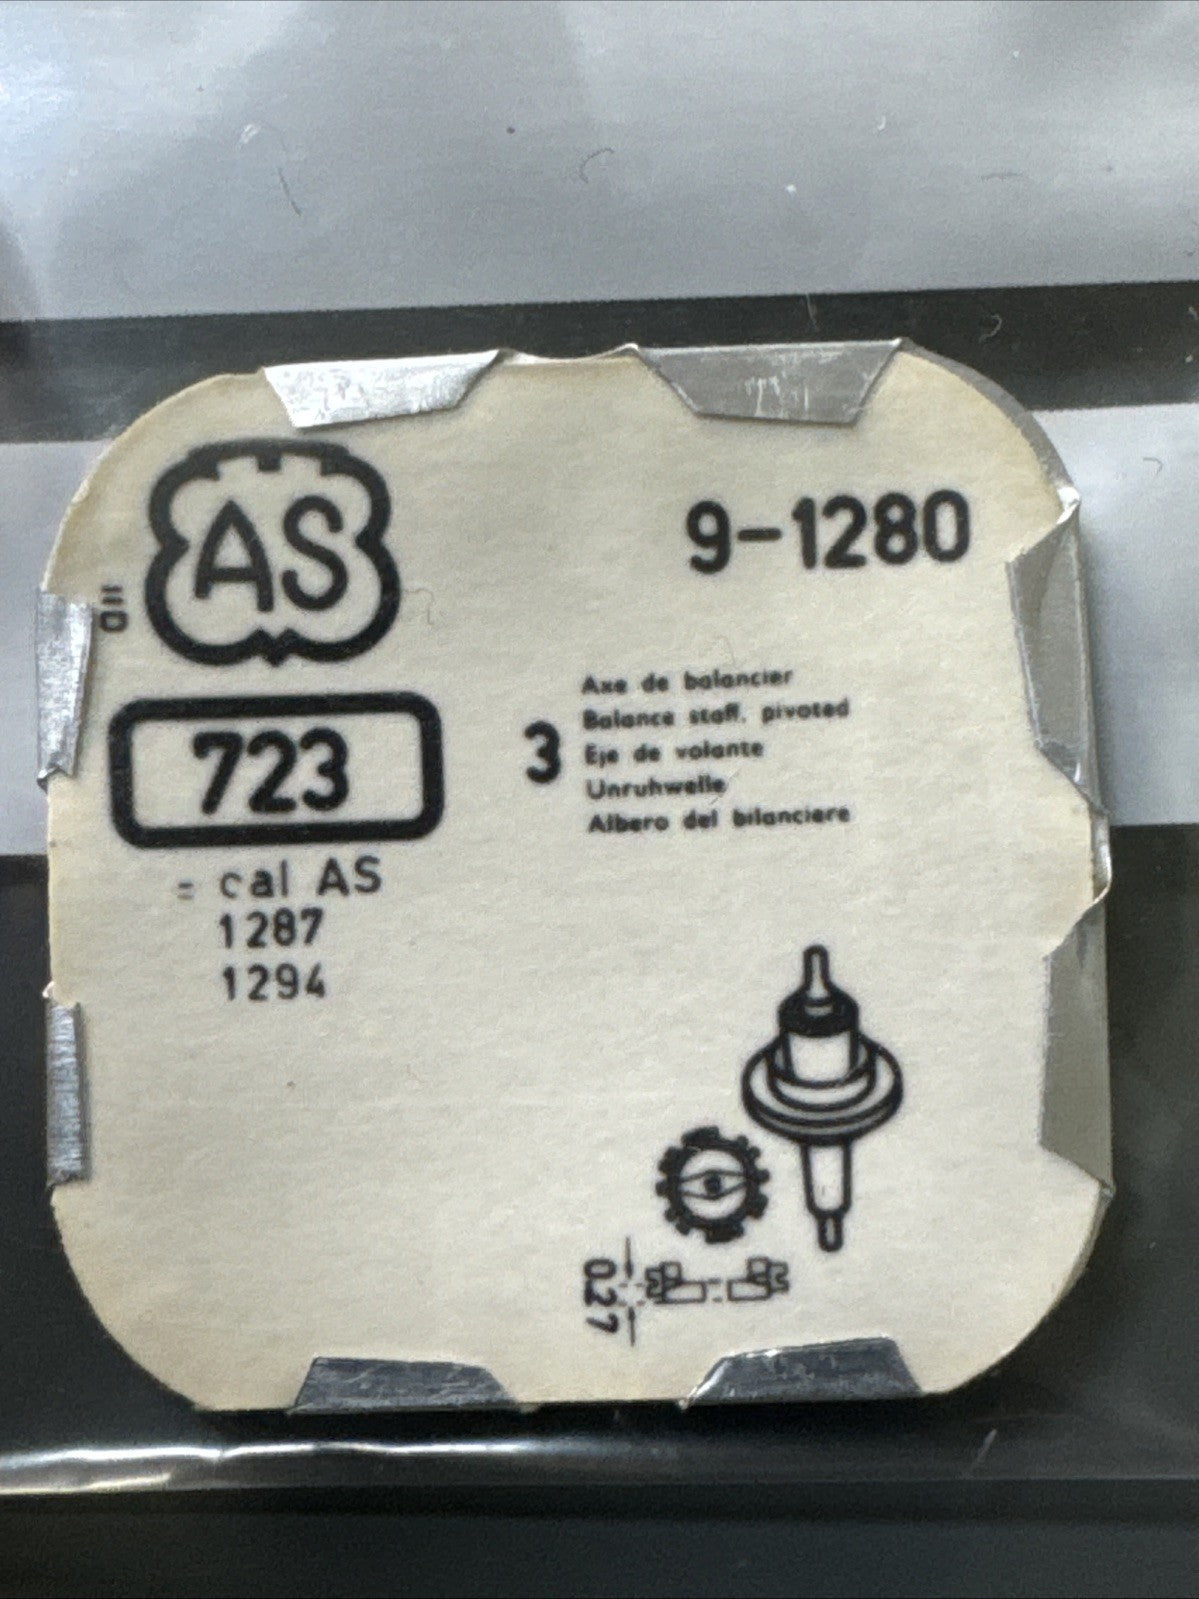 AS
9-1280
=D
723
3
Axe de balancier
Balance staff, pivoted
Eje de volante
Unruhwelle
Albero del bilanciere
= cal AS
1287
1294
0.27